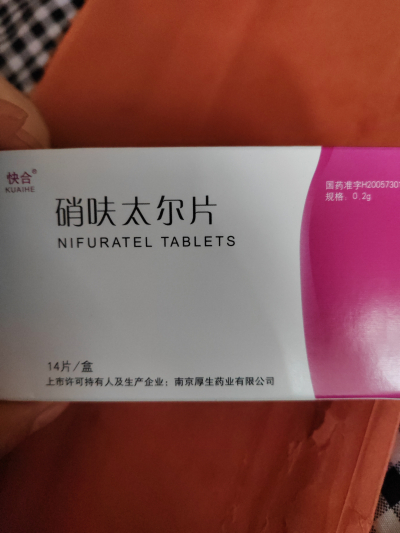 快合®
KUAIHE
硝呋太尔片
NIFURATEL TABLETS
国药准字H2005730
规格：0.2g
14片/盒
上市许可持有人及生产企业：南京厚生药业有限公司